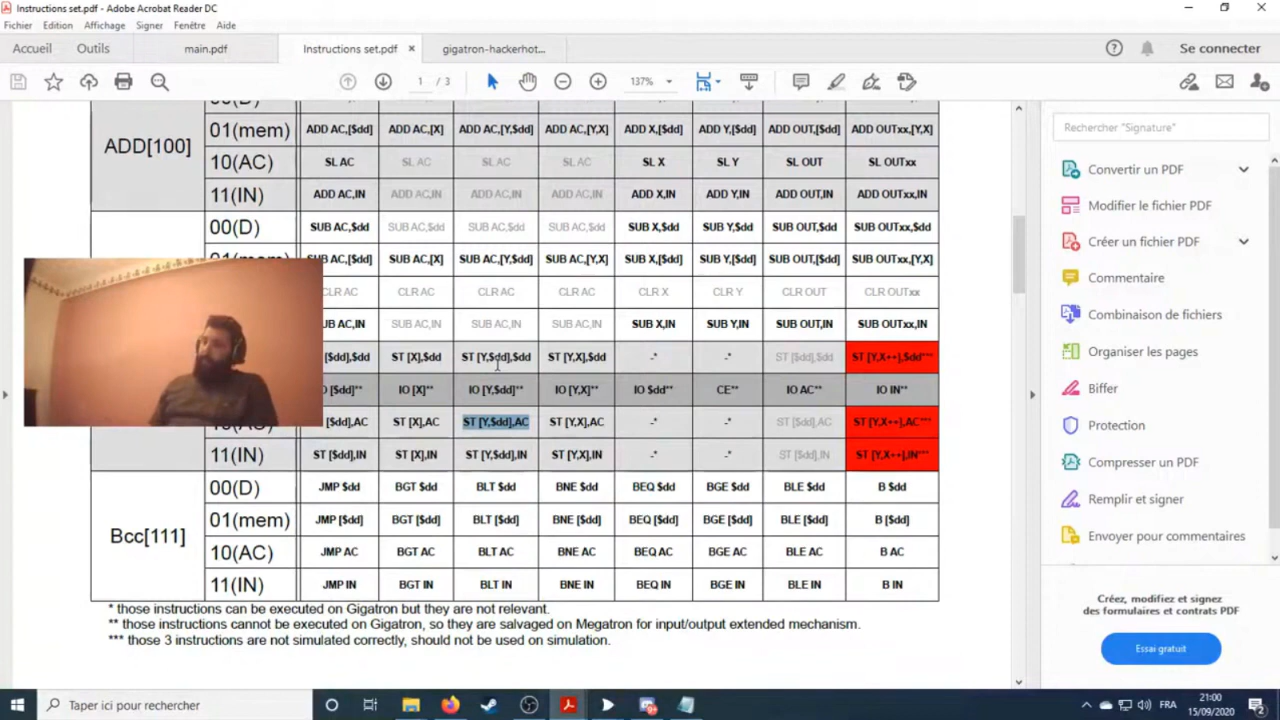 Instructions set.pdf - Adobe Acrobat Reader DC
Fichier Edition Affichage Signer Fenêtre Aide
Accueil Outils main.pdf Instructions set.pdf × gigatron-hackerhot... Se connecter
1 / 3 137%
00(D)
ADD[100]
01(mem) ADD AC,[$dd] ADD AC,[X] ADD AC,[Y,$dd] ADD AC,[Y,X] ADD X,[$dd] ADD Y,[$dd] ADD OUT,[$dd] ADD OUTxx,[Y,X]
10(AC) SL AC SL AC SL AC SL AC SL X SL Y SL OUT SL OUTxx
11(IN) ADD AC,IN ADD AC,IN ADD AC,IN ADD AC,IN ADD X,IN ADD Y,IN ADD OUT,IN ADD OUTxx,IN
00(D) SUB AC,$dd SUB AC,$dd SUB AC,$dd SUB AC,$dd SUB X,$dd SUB Y,$dd SUB OUT,$dd SUB OUTxx,$dd
SUB AC,[X] SUB AC,[Y,$dd] SUB AC,[Y,X] SUB X,[$dd] SUB Y,[$dd] SUB OUT,[$dd] SUB OUTxx,[Y,X]
CLR AC CLR AC CLR AC CLR AC CLR X CLR Y CLR OUT CLR OUTxx
AC,IN SUB AC,IN SUB AC,IN SUB AC,IN SUB X,IN SUB Y,IN SUB OUT,IN SUB OUTxx,IN
[$dd],$dd ST [X],$dd ST [Y,$dd],$dd ST [Y,X],$dd -* -* ST [$dd],$dd ST [Y,X++],$dd***
[$dd]** IO [X]** IO [Y,$dd]** IO [Y,X]** IO $dd** CE** IO AC** IO IN**
[$dd],AC ST [X],AC ST [Y,$dd],AC ST [Y,X],AC -* -* ST [$dd],AC ST [Y,X++],AC***
11(IN) ST [$dd],IN ST [X],IN ST [Y,$dd],IN ST [Y,X],IN -* -* ST [$dd],IN ST [Y,X++],IN***
Bcc[111]
00(D) JMP $dd BGT $dd BLT $dd BNE $dd BEQ $dd BGE $dd BLE $dd B $dd
01(mem) JMP [$dd] BGT [$dd] BLT [$dd] BNE [$dd] BEQ [$dd] BGE [$dd] BLE [$dd] B [$dd]
10(AC) JMP AC BGT AC BLT AC BNE AC BEQ AC BGE AC BLE AC B AC
11(IN) JMP IN BGT IN BLT IN BNE IN BEQ IN BGE IN BLE IN B IN
* those instructions can be executed on Gigatron but they are not relevant.
** those instructions cannot be executed on Gigatron, so they are salvaged on Megatron for input/output extended mechanism.
*** those 3 instructions are not simulated correctly, should not be used on simulation.
Rechercher "Signature"
Convertir un PDF
Modifier le fichier PDF
Créer un fichier PDF
Commentaire
Combinaison de fichiers
Organiser les pages
Biffer
Protection
Compresser un PDF
Remplir et signer
Envoyer pour commentaires
Créez, modifiez et signez
des formulaires et contrats PDF
Essai gratuit
Taper ici pour rechercher
FRA
21:00
15/09/2020
2